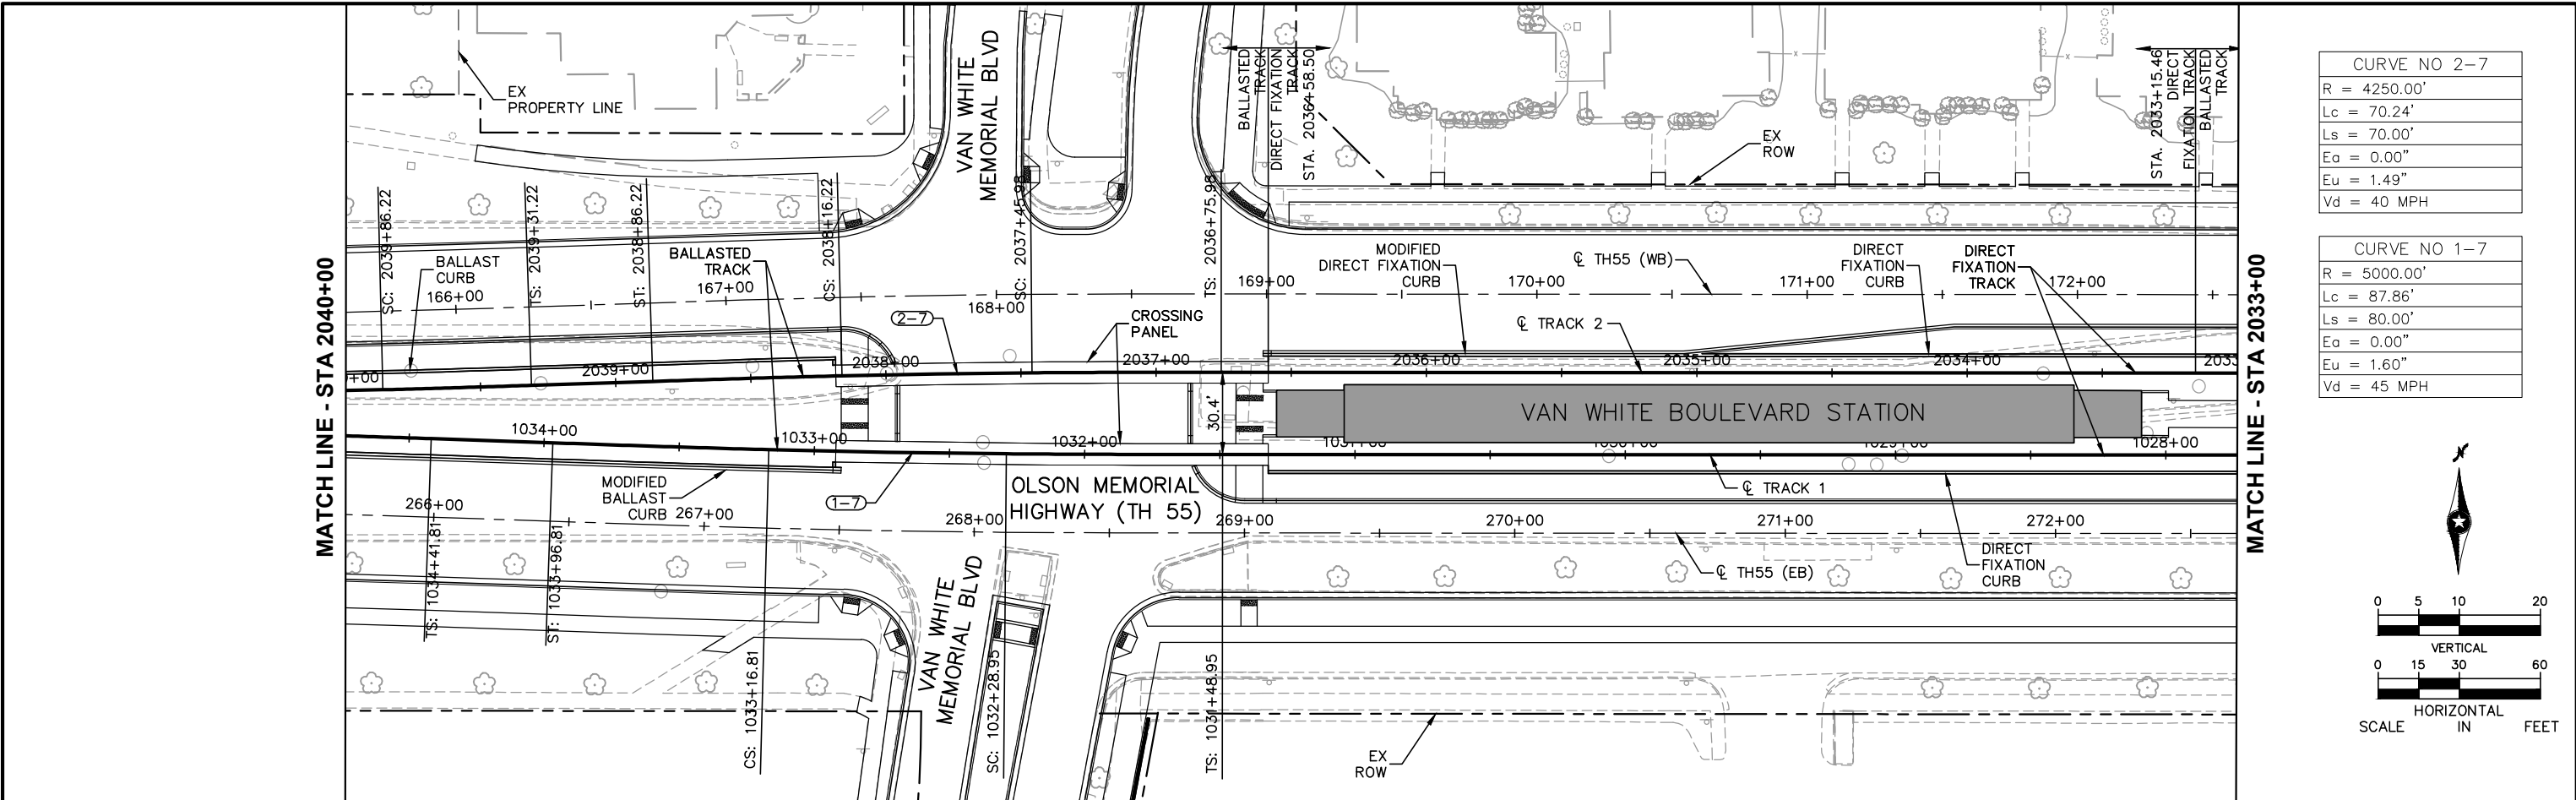 MATCH LINE - STA 2040+00
EX
PROPERTY LINE
VAN WHITE
MEMORIAL BLVD
BALLASTED
TRACK
DIRECT FIXATION
TRACK
STA. 2036+58.50
EX
ROW
STA. 2033+15.46
DIRECT
FIXATION TRACK
BALLASTED
TRACK
SC: 2039+86.22
TS: 2039+31.22
ST: 2038+86.22
CS: 2038+16.22
SC: 2037+45.98
TS: 2036+75.98
BALLAST
CURB
BALLASTED
TRACK
166+00
167+00
168+00
169+00
170+00
171+00
172+00
MODIFIED
DIRECT FIXATION
CURB
℄ TH55 (WB)
DIRECT
FIXATION
CURB
DIRECT
FIXATION
TRACK
2-7
CROSSING
PANEL
℄ TRACK 2
2039+00
2038+00
2037+00
2036+00
2035+00
2034+00
30.4'
VAN WHITE BOULEVARD STATION
1034+00
1033+00
1032+00
1028+00
MODIFIED
BALLAST
CURB
1-7
OLSON MEMORIAL
HIGHWAY (TH 55)
℄ TRACK 1
266+00
267+00
268+00
269+00
270+00
271+00
272+00
TS: 1034+41.81
ST: 1033+96.81
CS: 1033+16.81
SC: 1032+28.95
TS: 1031+48.95
VAN WHITE
MEMORIAL BLVD
℄ TH55 (EB)
DIRECT
FIXATION
CURB
EX
ROW
MATCH LINE - STA 2033+00
CURVE NO 2-7
R = 4250.00'
Lc = 70.24'
Ls = 70.00'
Ea = 0.00"
Eu = 1.49"
Vd = 40 MPH
CURVE NO 1-7
R = 5000.00'
Lc = 87.86'
Ls = 80.00'
Ea = 0.00"
Eu = 1.60"
Vd = 45 MPH
N
0 5 10 20
VERTICAL
0 15 30 60
HORIZONTAL
SCALE IN FEET